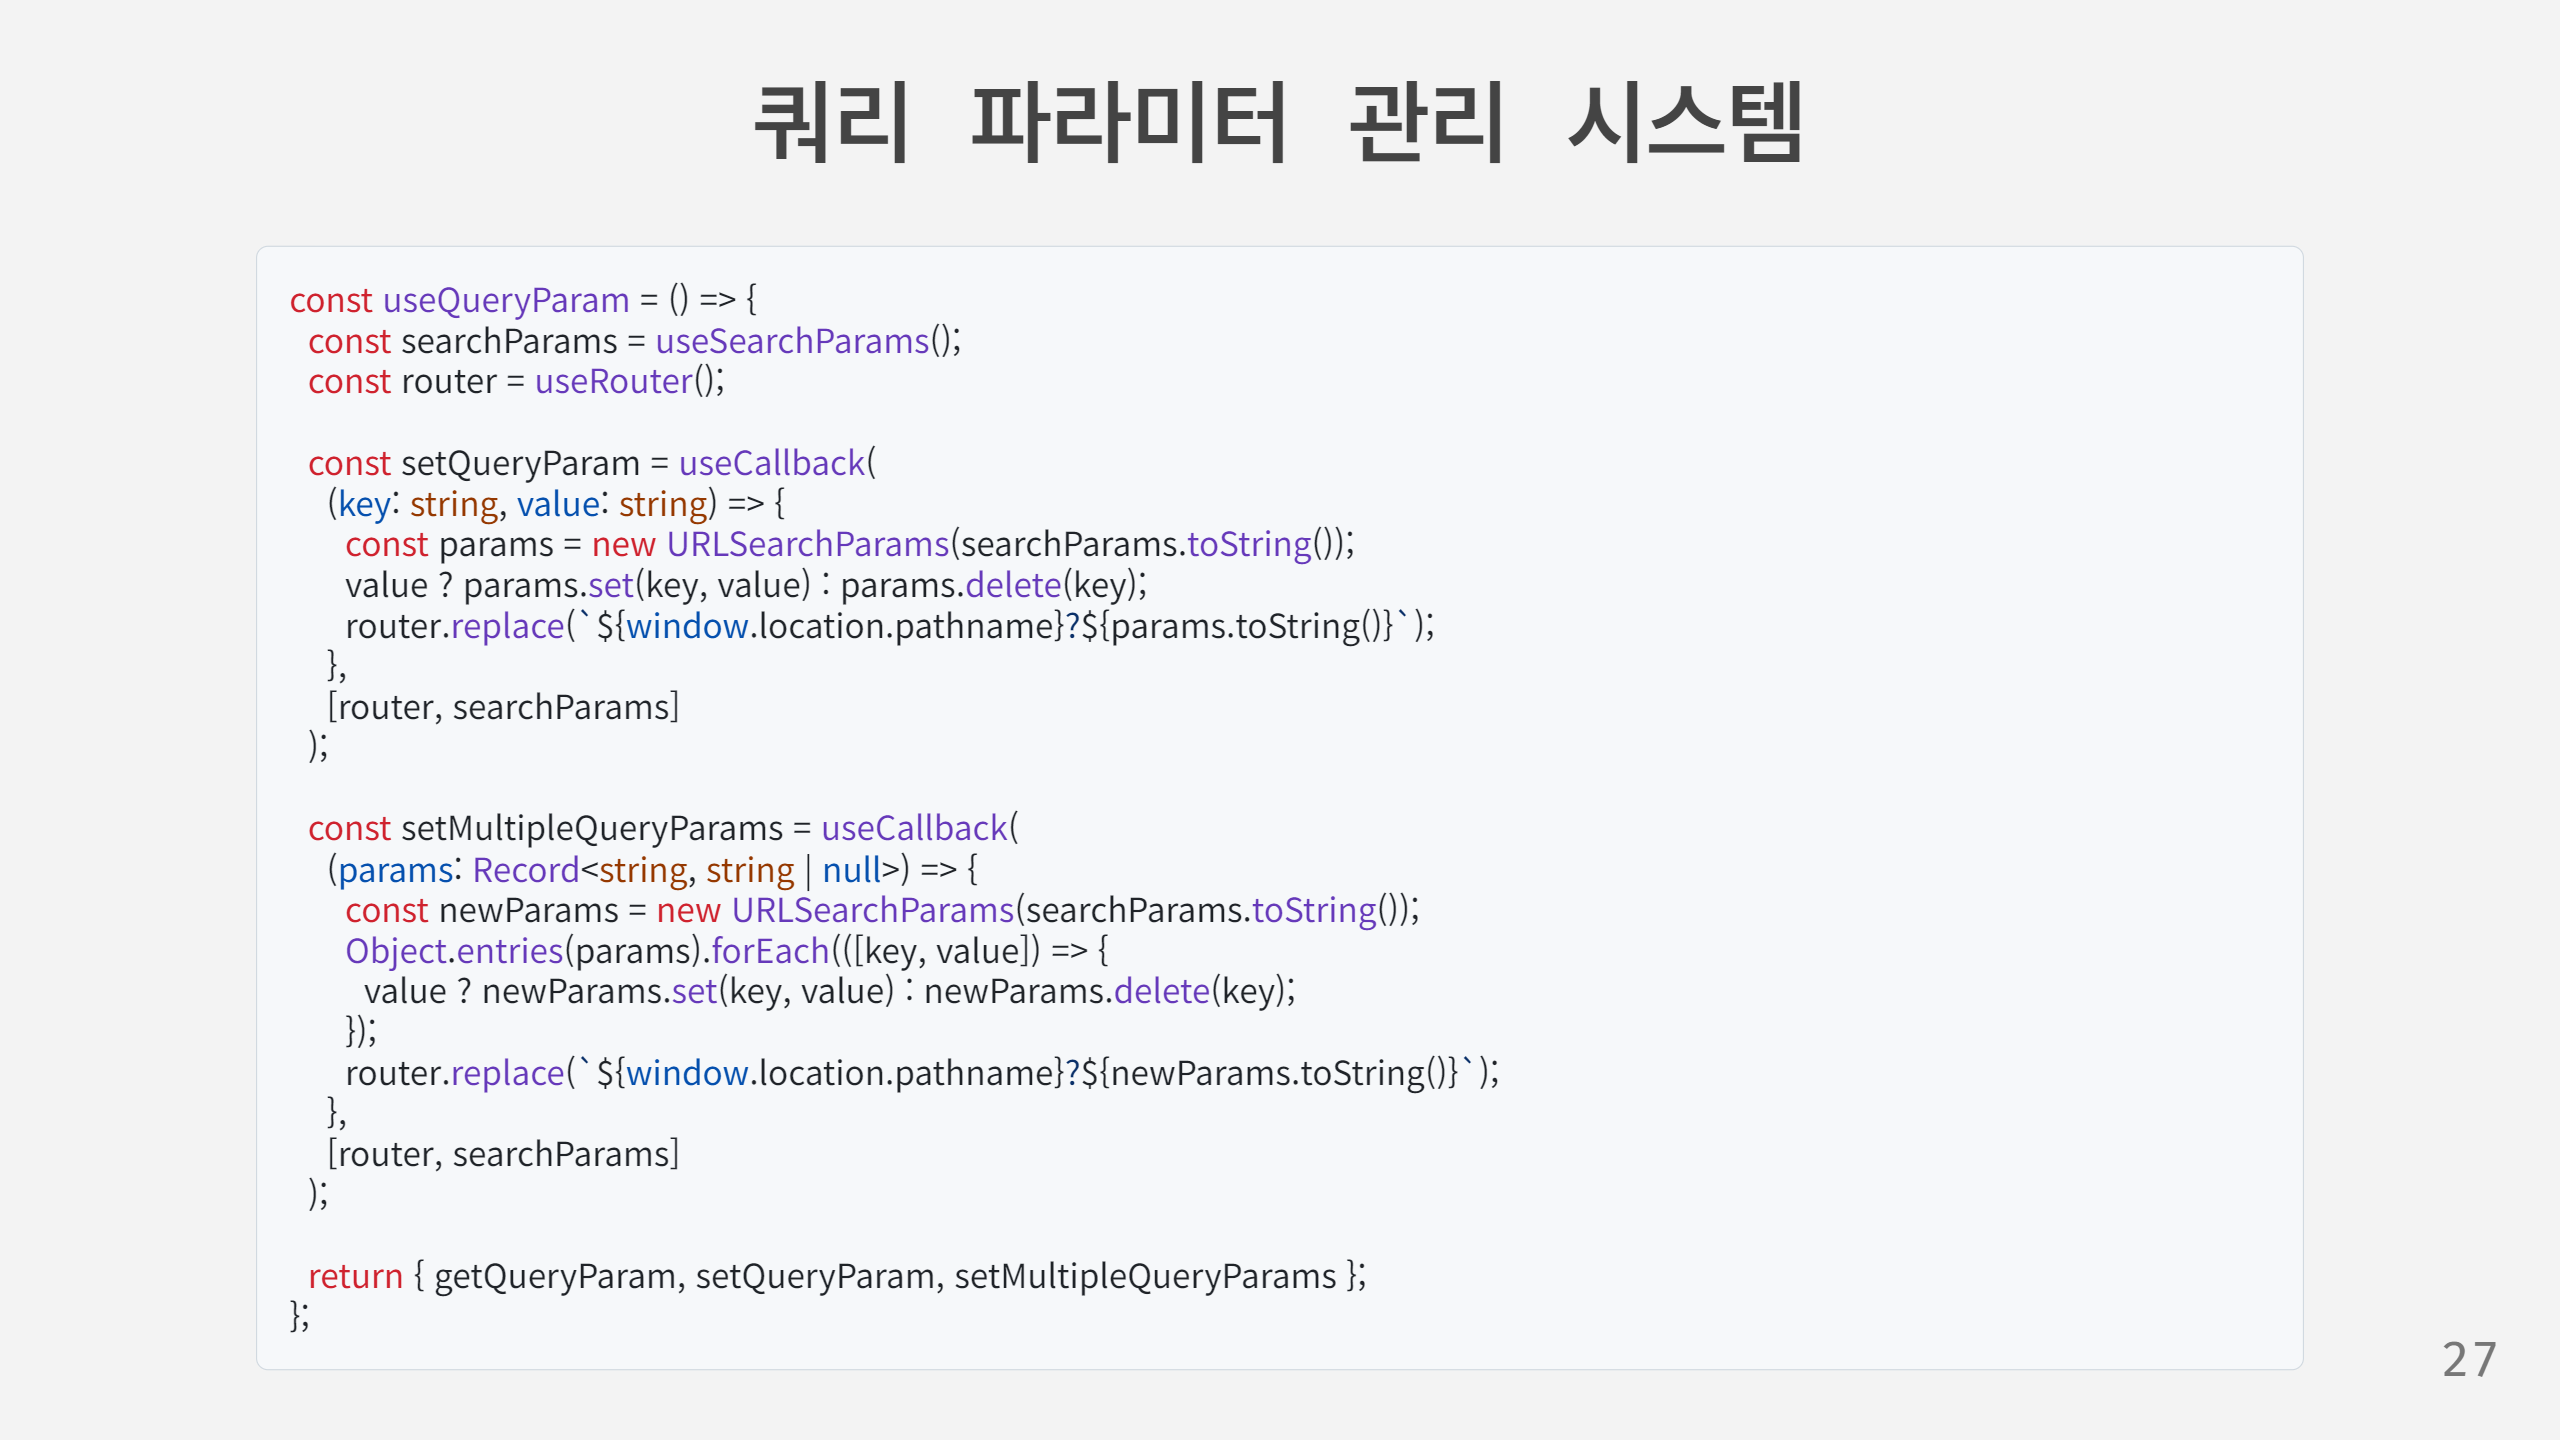 쿼리 파라미터 관리 시스템
const useQueryParam = () => {
  const searchParams = useSearchParams();
  const router = useRouter();

  const setQueryParam = useCallback(
    (key: string, value: string) => {
      const params = new URLSearchParams(searchParams.toString());
      value ? params.set(key, value) : params.delete(key);
      router.replace(`${window.location.pathname}?${params.toString()}`);
    },
    [router, searchParams]
  );

  const setMultipleQueryParams = useCallback(
    (params: Record<string, string | null>) => {
      const newParams = new URLSearchParams(searchParams.toString());
      Object.entries(params).forEach(([key, value]) => {
        value ? newParams.set(key, value) : newParams.delete(key);
      });
      router.replace(`${window.location.pathname}?${newParams.toString()}`);
    },
    [router, searchParams]
  );

  return { getQueryParam, setQueryParam, setMultipleQueryParams };
};
27